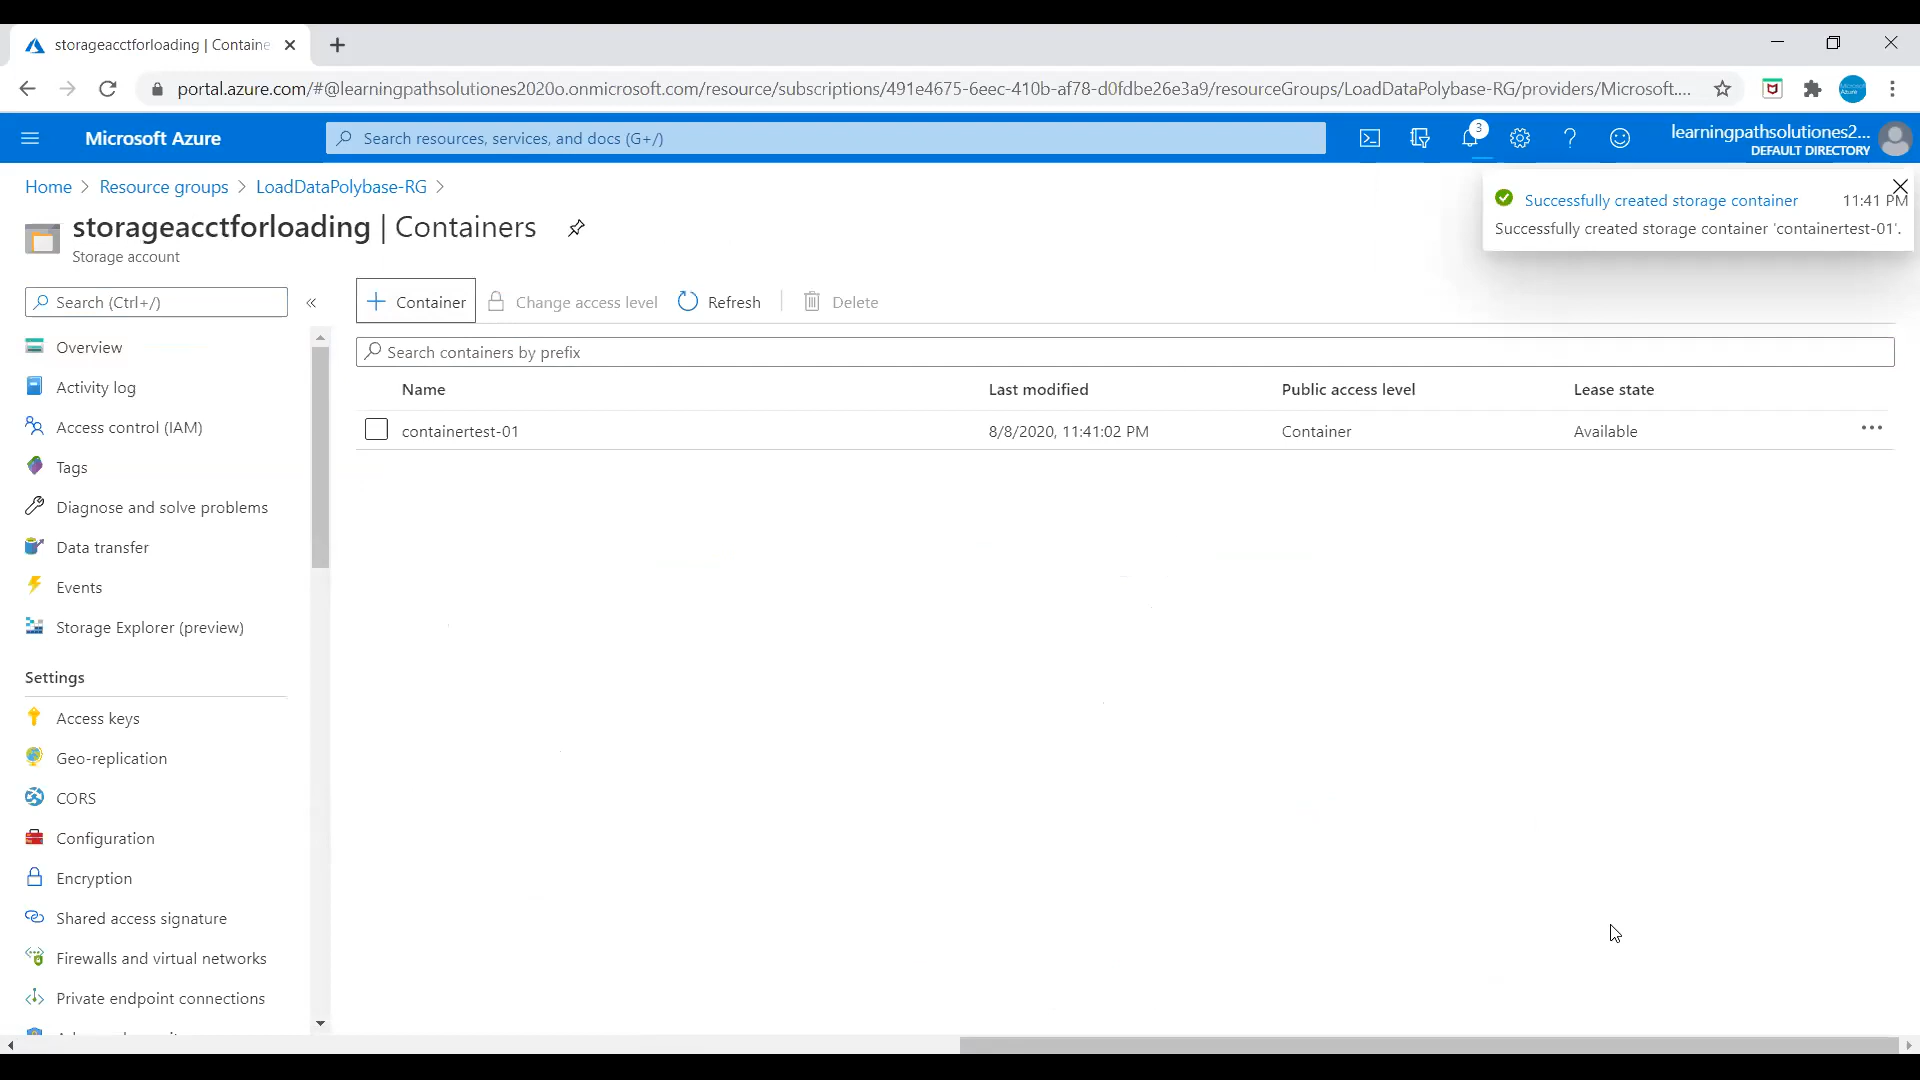 storageacctforloading | Containe
portal.azure.com/#@learningpathsolutiones2020o.onmicrosoft.com/resource/subscriptions/491e4675-6eec-410b-af78-d0fdbe26e3a9/resourceGroups/LoadDataPolybase-RG/providers/Microsoft....
Microsoft Azure
Search resources, services, and docs (G+/)
3
learningpathsolutiones2...
DEFAULT DIRECTORY
Home > Resource groups > LoadDataPolybase-RG >
storageacctforloading | Containers
Storage account
Successfully created storage container 11:41 PM
Successfully created storage container 'containertest-01'.
Search (Ctrl+/)
«
Container
Change access level
Refresh
Delete
Search containers by prefix
Name Last modified Public access level Lease state
containertest-01 8/8/2020, 11:41:02 PM Container Available
Overview
Activity log
Access control (IAM)
Tags
Diagnose and solve problems
Data transfer
Events
Storage Explorer (preview)
Settings
Access keys
Geo-replication
CORS
Configuration
Encryption
Shared access signature
Firewalls and virtual networks
Private endpoint connections